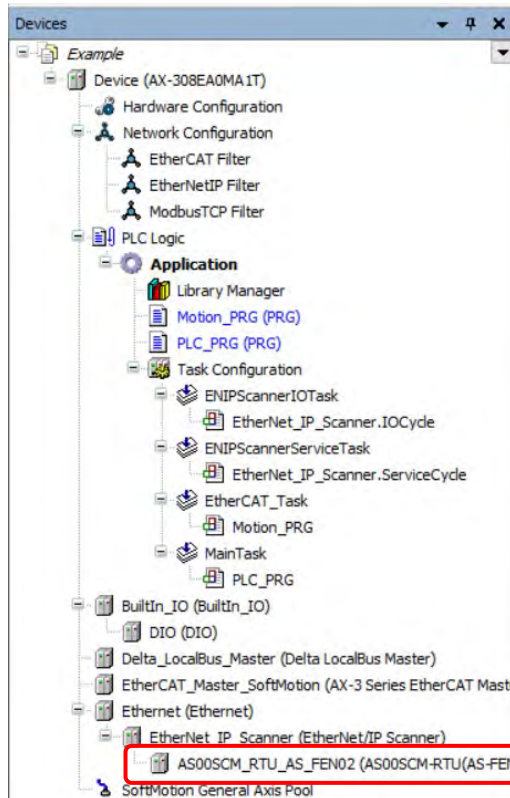 Devices
Example
Device (AX-308EA0MA1T)
Hardware Configuration
Network Configuration
EtherCAT Filter
EtherNetIP Filter
ModbusTCP Filter
PLC Logic
Application
Library Manager
Motion_PRG (PRG)
PLC_PRG (PRG)
Task Configuration
ENIPScannerIOTask
EtherNet_IP_Scanner.IOCycle
ENIPScannerServiceTask
EtherNet_IP_Scanner.ServiceCycle
EtherCAT_Task
Motion_PRG
MainTask
PLC_PRG
BuiltIn_IO (BuiltIn_IO)
DIO (DIO)
Delta_LocalBus_Master (Delta LocalBus Master)
EtherCAT_Master_SoftMotion (AX-3 Series EtherCAT Mast
Ethernet (Ethernet)
EtherNet_IP_Scanner (EtherNet/IP Scanner)
AS00SCM_RTU_AS_FEN02 (AS00SCM-RTU(AS-FEN
SoftMotion General Axis Pool